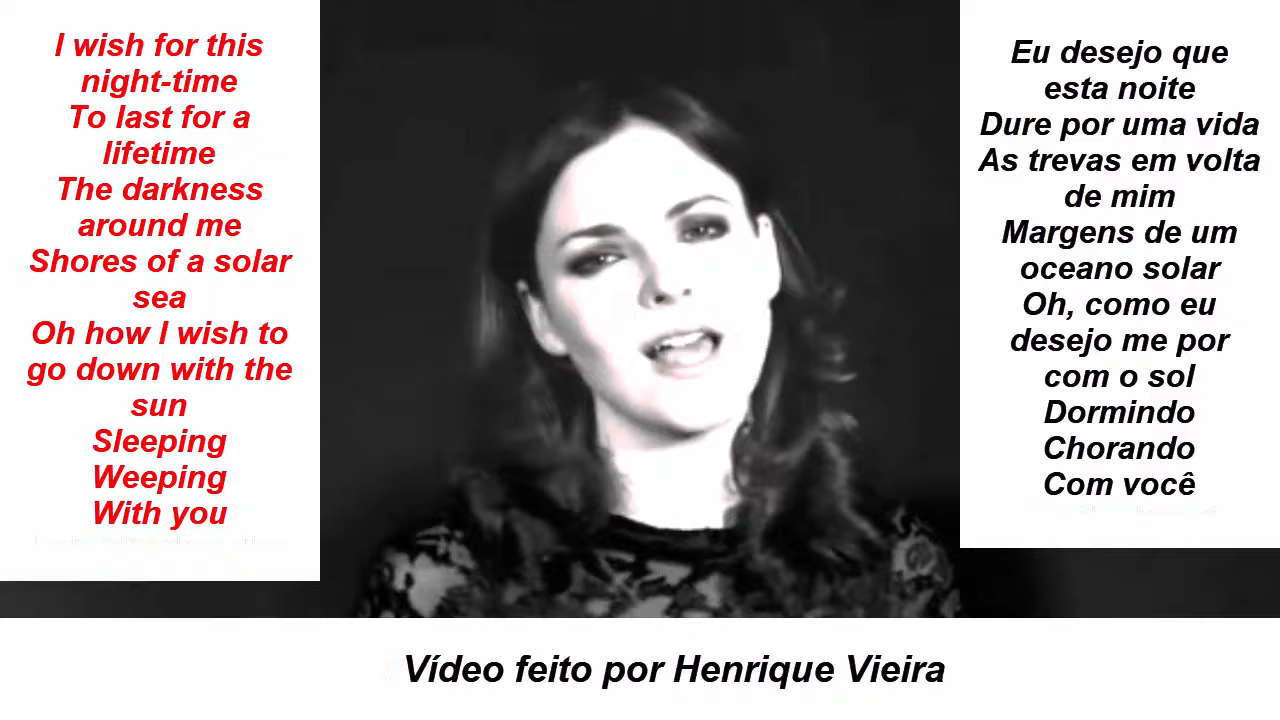 I wish for this
night-time
To last for a
lifetime
The darkness
around me
Shores of a solar
sea
Oh how I wish to
go down with the
sun
Sleeping
Weeping
With you
Eu desejo que
esta noite
Dure por uma vida
As trevas em volta
de mim
Margens de um
oceano solar
Oh, como eu
desejo me por
com o sol
Dormindo
Chorando
Com você
Vídeo feito por Henrique Vieira